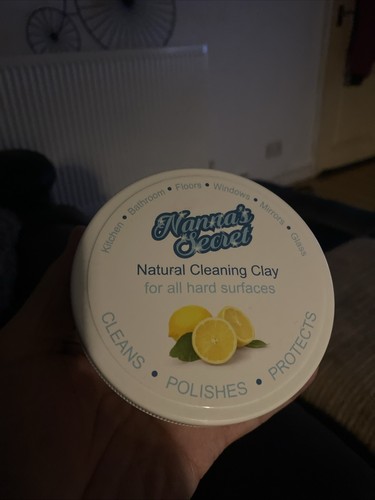 Kitchen • Bathroom • Floors • Windows • Mirrors • Glass
Nanna's
Secret
Natural Cleaning Clay
for all hard surfaces
CLEANS • POLISHES • PROTECTS